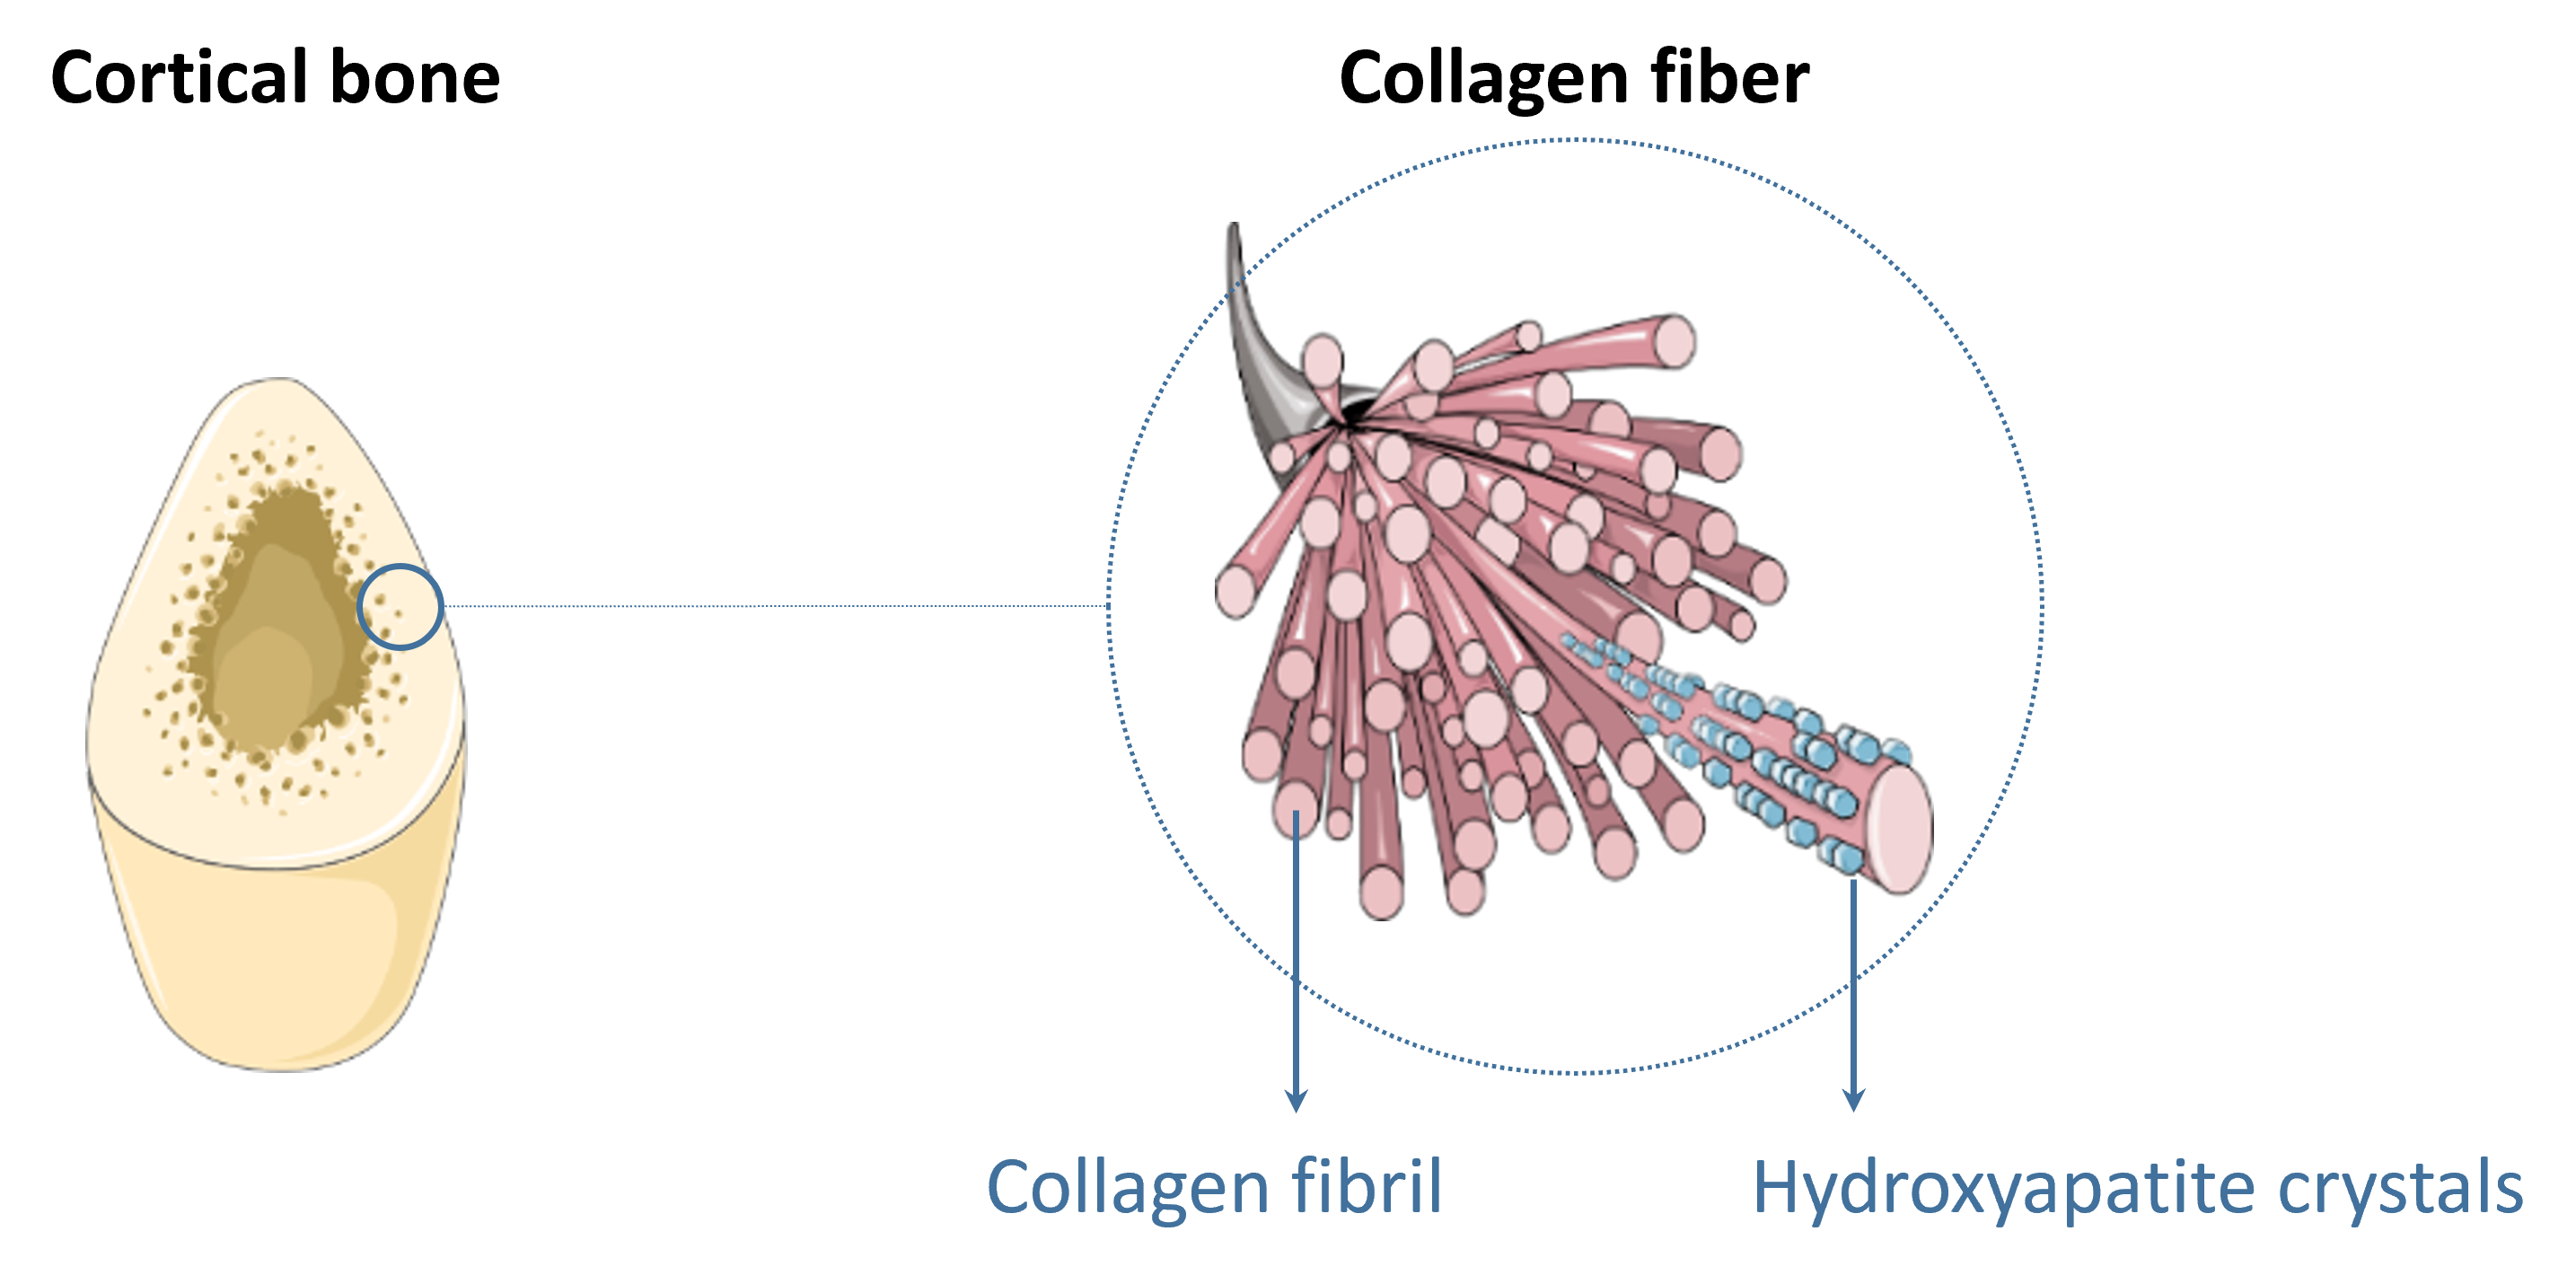 Cortical bone
Collagen fiber
Collagen fibril
Hydroxyapatite crystals